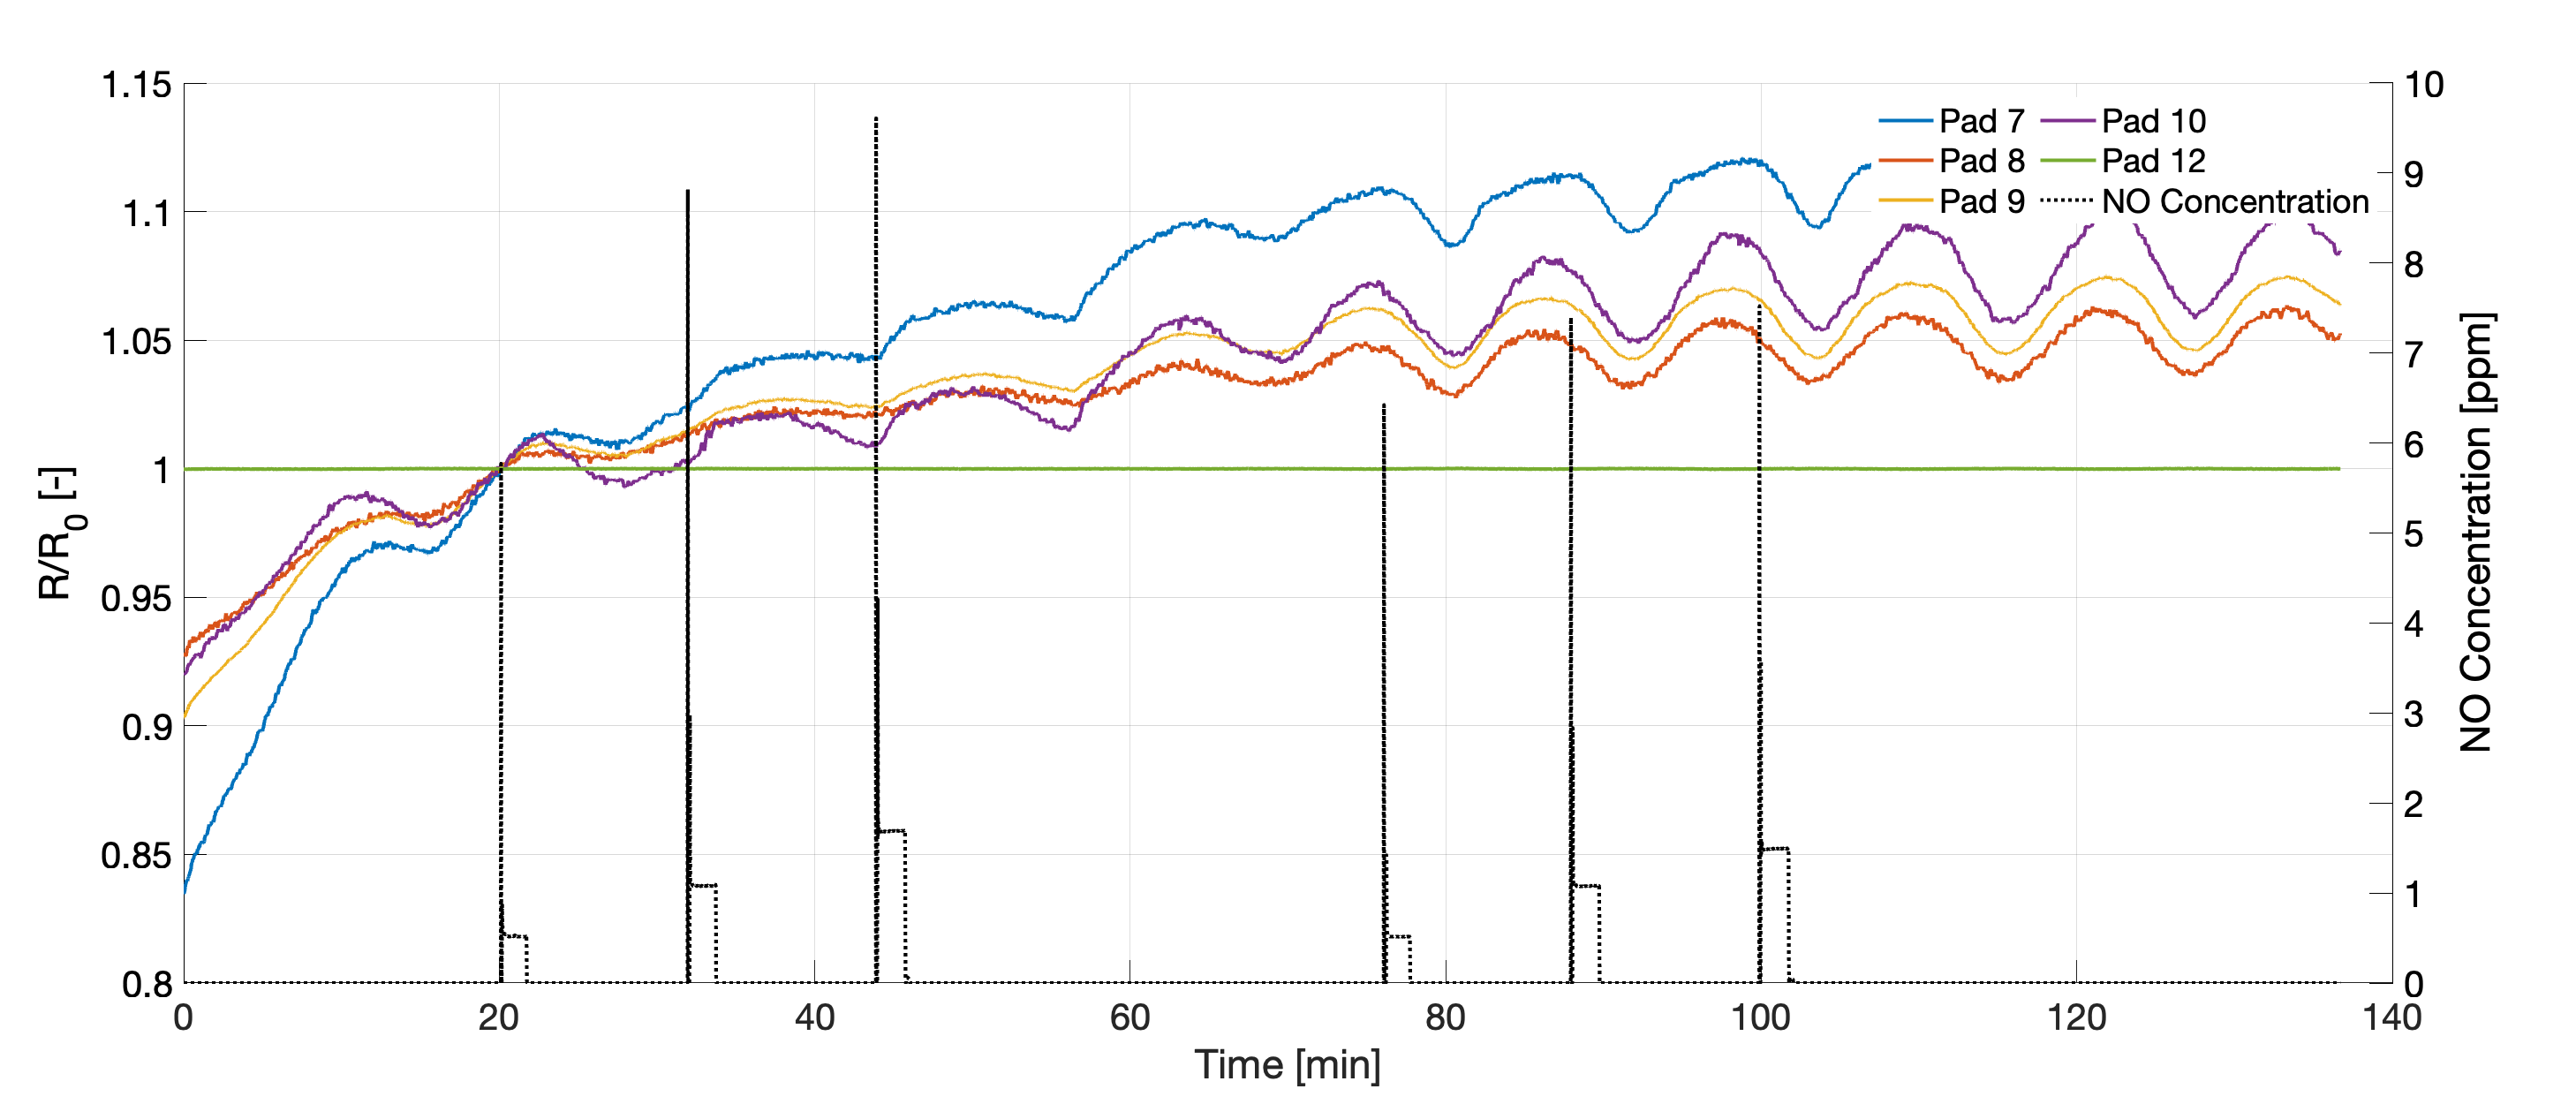 1.15
1.1
1.05
1
0.95
0.9
0.85
0.8
R/R0 [-]
0 20 40 60 80 100 120 140
Time [min]
10
9
8
7
6
5
4
3
2
1
0
NO Concentration [ppm]
Pad 7 Pad 10
Pad 8 Pad 12
Pad 9 NO Concentration